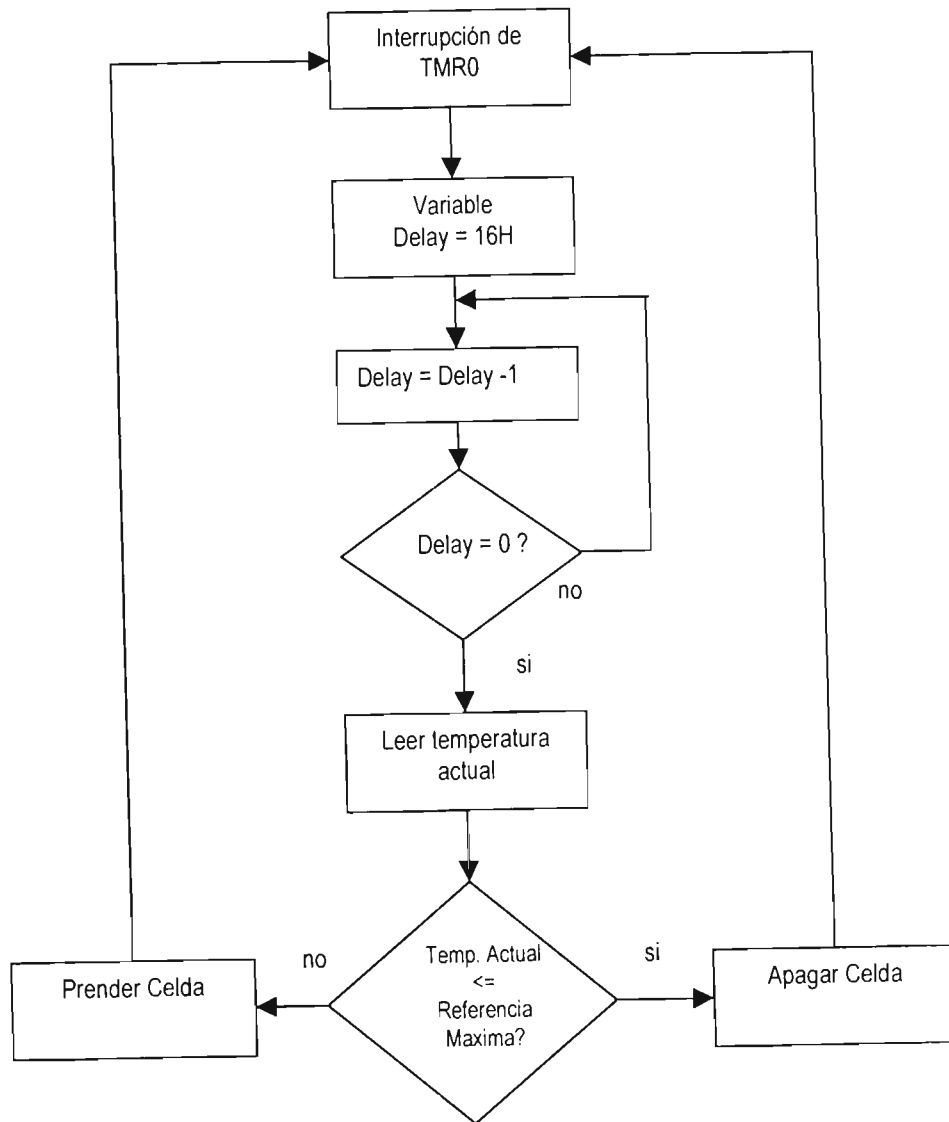 Interrupción de
TMR0
Variable
Delay = 16H
Delay = Delay -1
Delay = 0 ?
no
si
Leer temperatura
actual
Temp. Actual
<=
Referencia
Maxima?
no
si
Prender Celda
Apagar Celda